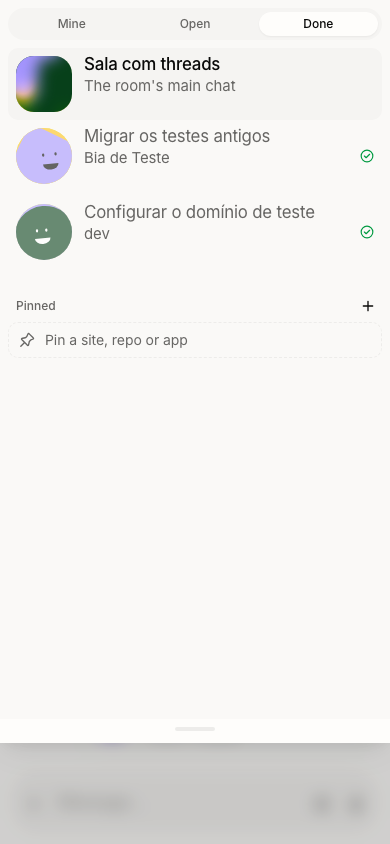 Mine
Open
Done
Sala com threads
The room's main chat
Migrar os testes antigos
Bia de Teste
Configurar o domínio de teste
dev
Pinned
Pin a site, repo or app